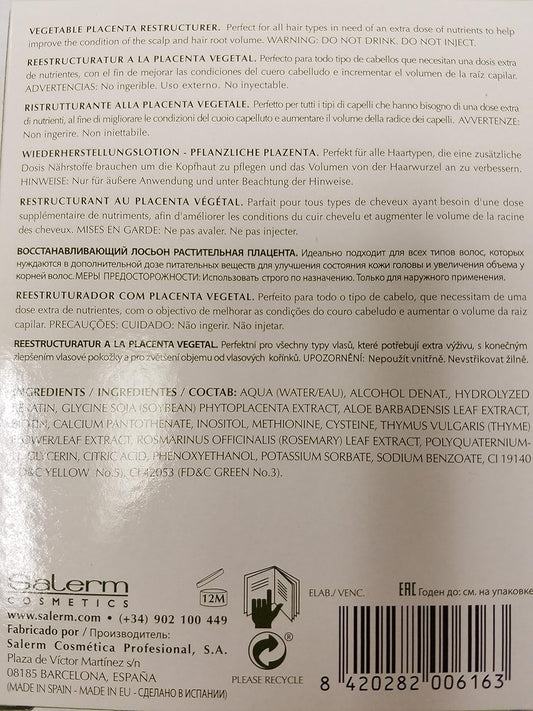 VEGETABLE PLACENTA RESTRUCTURER. Perfect for all hair types in need of an extra dose of nutrients to help
improve the condition of the scalp and hair root volume. WARNING: DO NOT DRINK. DO NOT INJECT.
REESTRUCTURATUR A LA PLACENTA VEGETAL. Perfecto para todo tipo de cabellos que necesitan una dosis extra
de nutrientes, con el fin de mejorar las condiciones del cuero cabelludo e incrementar el volumen de la raíz capilar.
ADVERTENCIAS: No ingerible. Uso externo. No inyectable.
RISTRUTTURANTE ALLA PLACENTA VEGETALE. Perfetto per tutti i tipi di capelli che hanno bisogno di una dose extra
di nutrienti, al fine di migliorare le condizioni del cuoio capelluto e aumentare il volume della radice dei capelli. AVVERTENZE:
Non ingerire. Non iniettabile.
WIEDERHERSTELLUNGSLOTION - PFLANZLICHE PLAZENTA. Perfekt für alle Haartypen, die eine zusätzliche
Dosis Nährstoffe brauchen um die Kopfhaut zu pflegen und das Volumen von der Haarwurzel an zu verbessern.
HINWEISE: Nur für äußere Anwendung und unter Beachtung der Hinweise.
RESTRUCTURANT AU PLACENTA VÉGÉTAL. Parfait pour tous types de cheveux ayant besoin d'une dose
supplémentaire de nutriments, afin d'améliorer les conditions du cuir chevelu et augmenter le volume de la racine
des cheveux. MISES EN GARDE: Ne pas avaler. Ne pas injecter.
ВОССТАНАВЛИВАЮЩИЙ ЛОСЬОН РАСТИТЕЛЬНАЯ ПЛАЦЕНТА. Идеально подходит для всех типов волос, которых
нуждаются в дополнительной дозе питательных веществ для улучшения состояния кожи головы и увеличения объема у
корней волос.МЕРЫ ПРЕДОСТОРОЖНОСТИ: Использовать строго по назначению. Только для наружного применения.
REESTRUTURADOR COM PLACENTA VEGETAL. Perfeito para todo o tipo de cabelo, que necessitam de uma
dose extra de nutrientes, com o objetivo de melhorar as condições do couro cabeludo e aumentar o volume da raiz
capilar. PRECAUÇÕES: CUIDADO: Não ingerir. Não injetar.
REESTRUCTURATUR A LA PLACENTA VEGETAL. Perfektní pro všechny typy vlasů, které potřebují extra výživu, s konečným
zlepšením vlasové pokožky a pro zvětšení objemu od vlasových kořínků. UPOZORNĚNÍ: Nepoužít vnitřně. Nevstřikovat žilně.
INGREDIENTS / INGREDIENTES / СОСТАВ: AQUA (WATER/EAU), ALCOHOL DENAT., HYDROLYZED
KERATIN, GLYCINE SOJA (SOYBEAN) PHYTOPLACENTA EXTRACT, ALOE BARBADENSIS LEAF EXTRACT,
BIOTIN, CALCIUM PANTOTHENATE, INOSITOL, METHIONINE, CYSTEINE, THYMUS VULGARIS (THYME)
FLOWER/LEAF EXTRACT, ROSMARINUS OFFICINALIS (ROSEMARY) LEAF EXTRACT, POLYQUATERNIUM-
GLYCERIN, CITRIC ACID, PHENOXYETHANOL, POTASSIUM SORBATE, SODIUM BENZOATE, CI 19140
(FD&C YELLOW No.5), CI 42053 (FD&C GREEN No.3).
Salerm
COSMETICS
12M
ELAB./ VENC.
EAC Годен до: см. на упаковке
www.salerm.com • (+34) 902 100 449
Fabricado por / Производитель:
Salerm Cosmética Profesional, S.A.
Plaza de Víctor Martínez s/n
08185 BARCELONA, ESPAÑA
(MADE IN SPAIN - MADE IN EU - СДЕЛАНО В ИСПАНИИ)
PLEASE RECYCLE
8 420282 006163